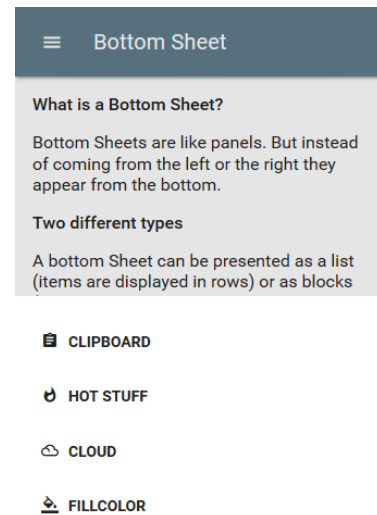 Bottom Sheet
What is a Bottom Sheet?
Bottom Sheets are like panels. But instead
of coming from the left or the right they
appear from the bottom.
Two different types
A bottom Sheet can be presented as a list
(items are displayed in rows) or as blocks
CLIPBOARD
HOT STUFF
CLOUD
FILLCOLOR